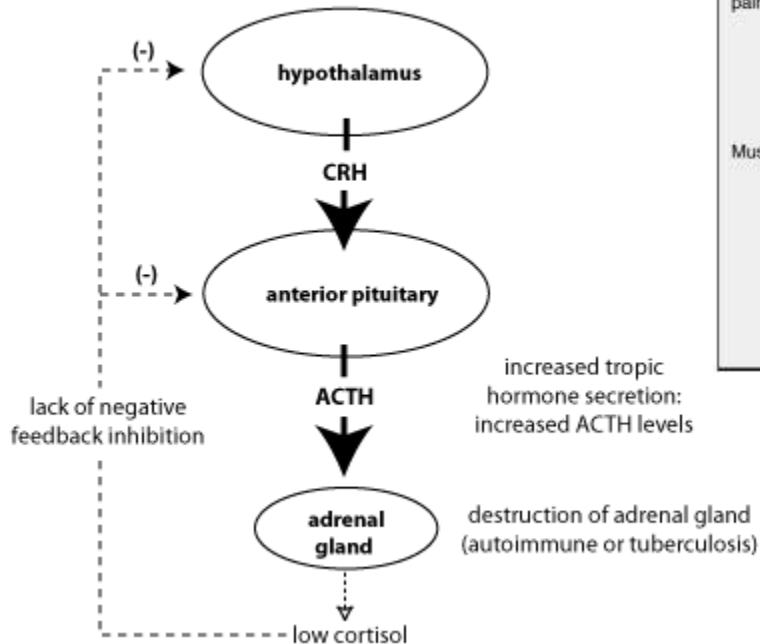 (-)
hypothalamus
CRH
(-)
anterior pituitary
increased tropic
hormone secretion:
increased ACTH levels
ACTH
lack of negative
feedback inhibition
adrenal
gland
destruction of adrenal gland
(autoimmune or tuberculosis)
low cortisol